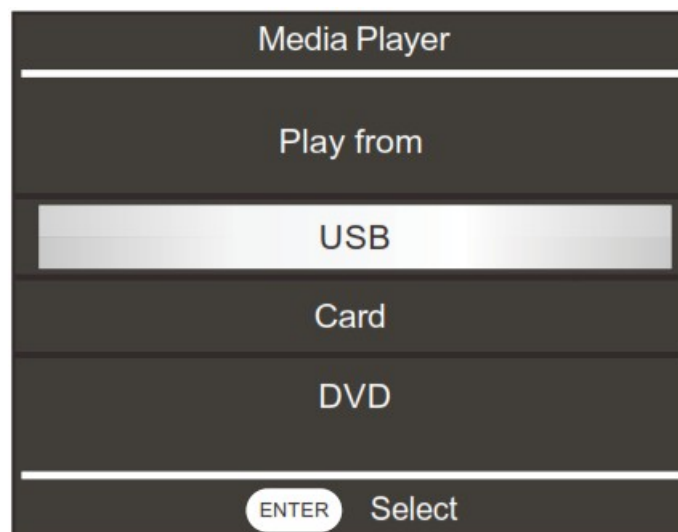 Media Player
Play from
USB
Card
DVD
ENTER Select